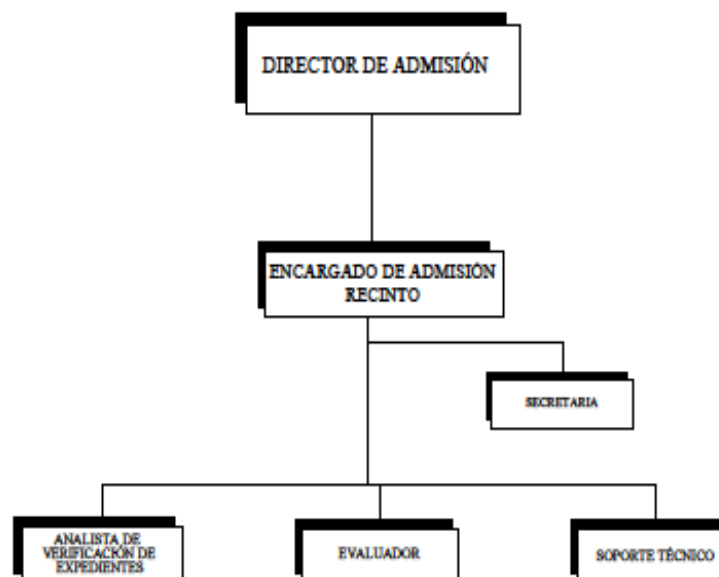 DIRECTOR DE ADMISIÓN
ENCARGADO DE ADMISIÓN
RECINTO
SECRETARIA
ANALISTA DE
VERIFICACIÓN DE
EXPEDIENTES
EVALUADOR
SOPORTE TÉCNICO